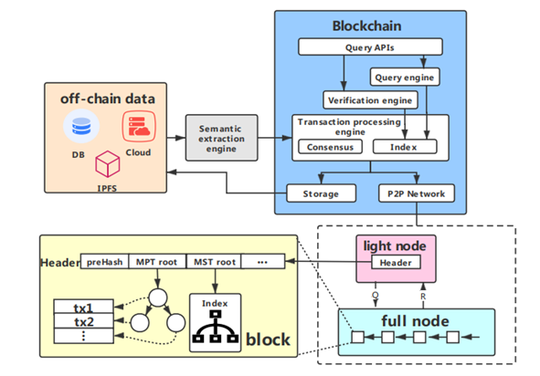 Blockchain
Query APIs
Query engine
Verification engine
Transaction processing
engine
Consensus
Index
Storage
P2P Network
off-chain data
DB
Cloud
IPFS
Semantic
extraction
engine
light node
Header
Q
R
full node
Header
preHash
MPT root
MST root
...
tx1
tx2
⋮
Index
block